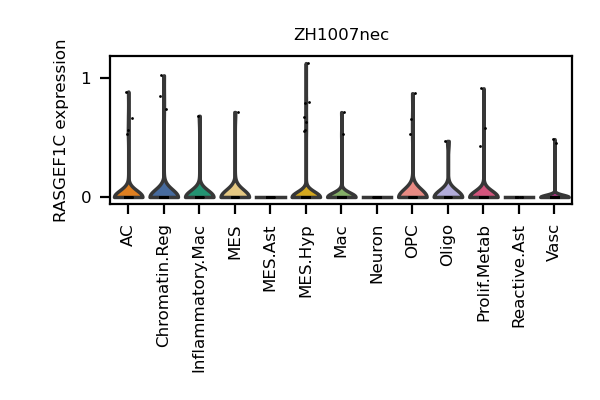 ZH1007nec
RASGEF1C expression
1
0
AC
Chromatin.Reg
Inflammatory.Mac
MES
MES.Ast
MES.Hyp
Mac
Neuron
OPC
Oligo
Prolif.Metab
Reactive.Ast
Vasc